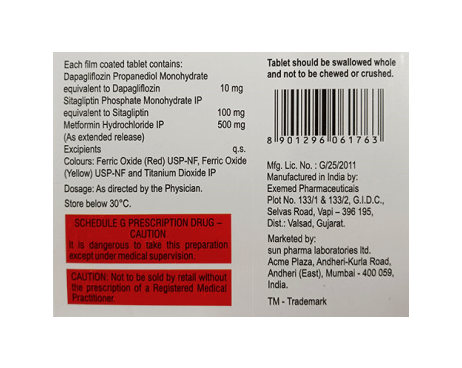 Each film coated tablet contains:
Dapagliflozin Propanediol Monohydrate
equivalent to Dapagliflozin 10 mg
Sitagliptin Phosphate Monohydrate IP
equivalent to Sitagliptin 100 mg
Metformin Hydrochloride IP 500 mg
(As extended release)
Excipients q.s.
Colours: Ferric Oxide (Red) USP-NF, Ferric Oxide
(Yellow) USP-NF and Titanium Dioxide IP
Dosage: As directed by the Physician.
Store below 30°C.
SCHEDULE G PRESCRIPTION DRUG –
CAUTION
It is dangerous to take this preparation
except under medical supervision.
CAUTION: Not to be sold by retail without
the prescription of a Registered Medical
Practitioner.
Tablet should be swallowed whole
and not to be chewed or crushed.
8 901296 061763
Mfg. Lic. No. : G/25/2011
Manufactured in India by:
Exemed Pharmaceuticals
Plot No. 133/1 & 133/2, G.I.D.C.,
Selvas Road, Vapi – 396 195,
Dist.: Valsad, Gujarat.
Marketed by:
sun pharma laboratories ltd.
Acme Plaza, Andheri-Kurla Road,
Andheri (East), Mumbai - 400 059,
India.
TM - Trademark